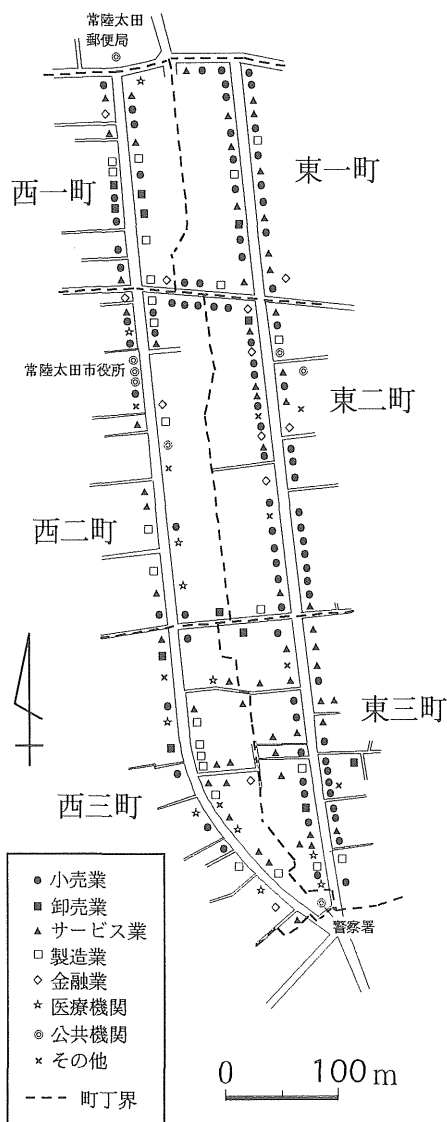 常陸太田
郵便局
西一町
東一町
常陸太田市役所
東二町
西二町
東三町
西三町
小売業
卸売業
サービス業
製造業
金融業
医療機関
公共機関
その他
町丁界
警察署
0 100m